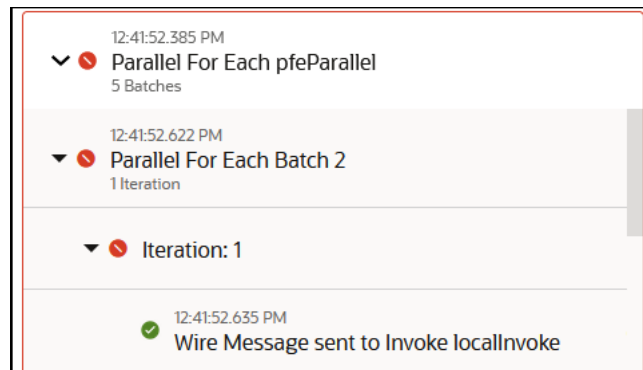 12:41:52.385 PM
Parallel For Each pfeParallel
5 Batches
12:41:52.622 PM
Parallel For Each Batch 2
1 Iteration
Iteration: 1
12:41:52.635 PM
Wire Message sent to Invoke localInvoke